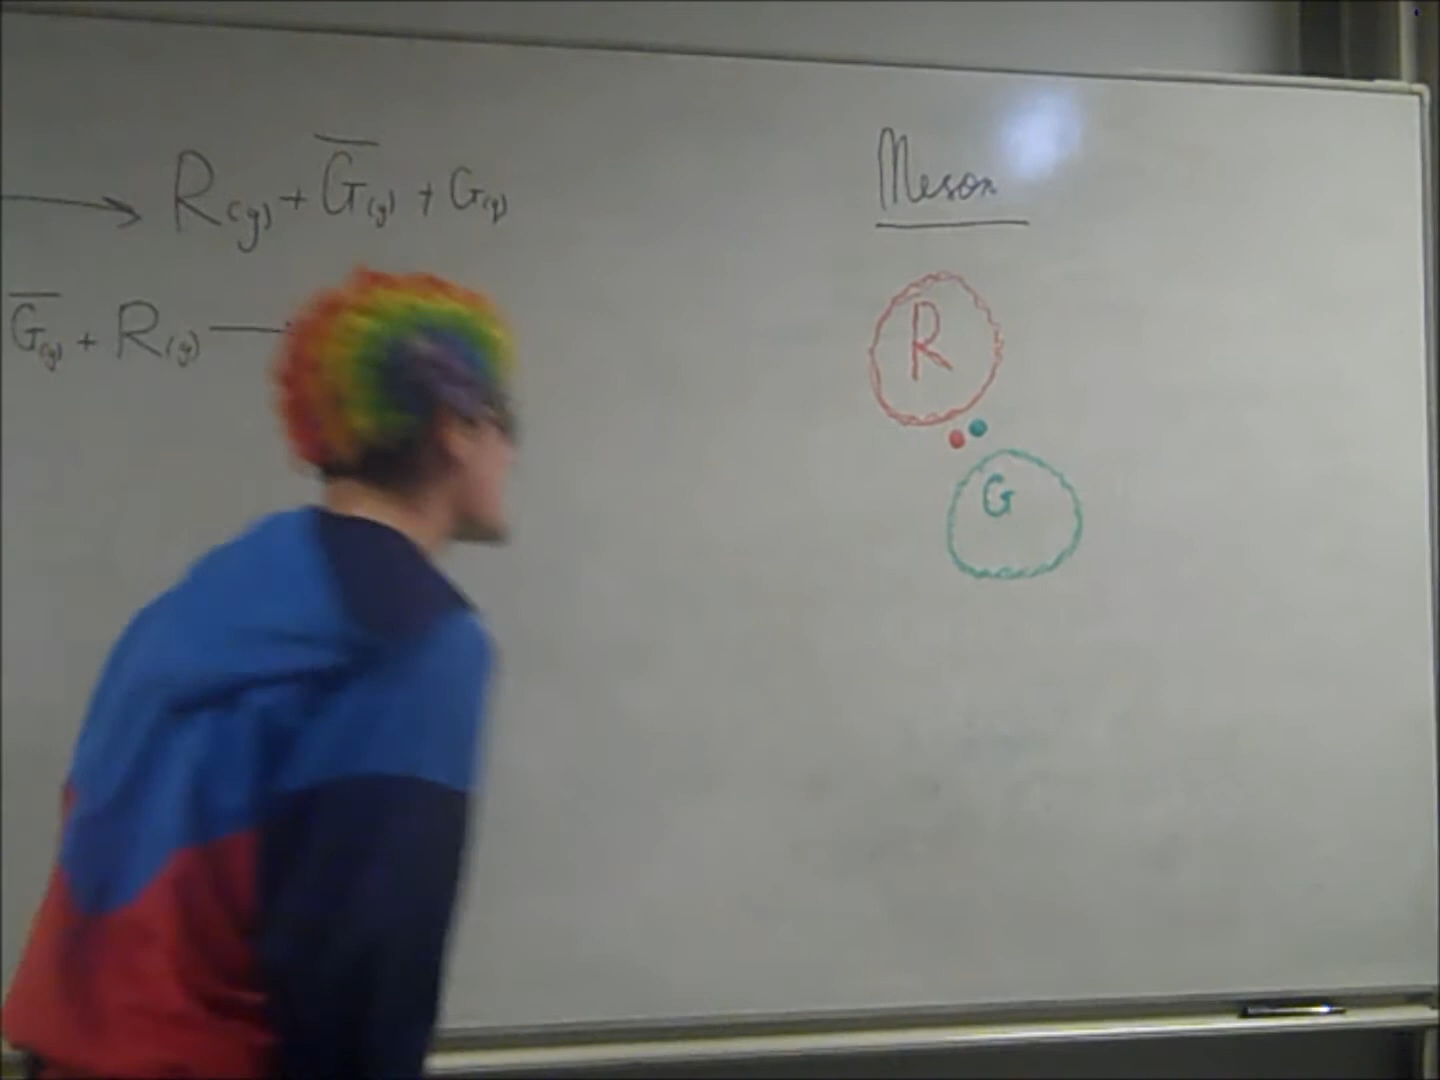 → R(g) + G̅(g) + G(g)
G̅(g) + R(g) —
Meson
R
G